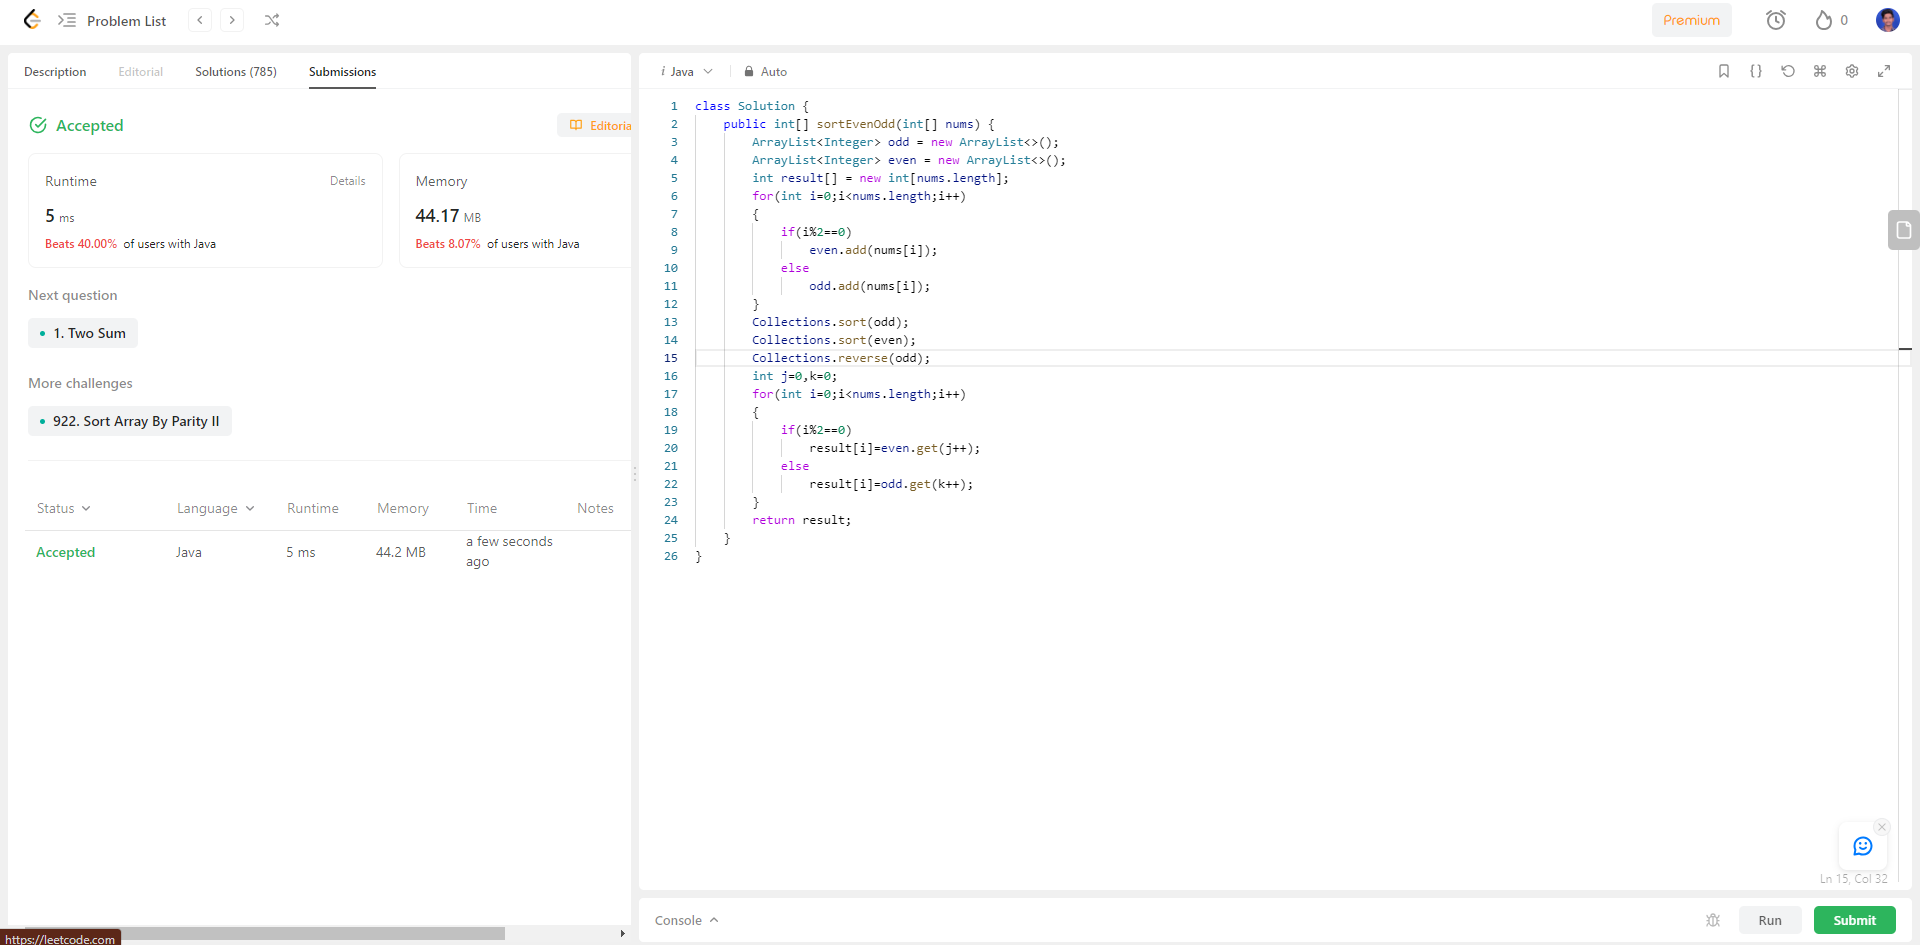 Problem List
Premium
0
Description Editorial Solutions (785) Submissions
Accepted
Editoria
Runtime Details
5 ms
Beats 40.00% of users with Java
Memory
44.17 MB
Beats 8.07% of users with Java
Next question
1. Two Sum
More challenges
922. Sort Array By Parity II
Status Language Runtime Memory Time Notes
Accepted Java 5 ms 44.2 MB a few seconds
ago
https://leetcode.com
i Java Auto
1 class Solution {
2     public int[] sortEvenOdd(int[] nums) {
3         ArrayList<Integer> odd = new ArrayList<>();
4         ArrayList<Integer> even = new ArrayList<>();
5         int result[] = new int[nums.length];
6         for(int i=0;i<nums.length;i++)
7         {
8             if(i%2==0)
9                 even.add(nums[i]);
10             else
11                 odd.add(nums[i]);
12         }
13         Collections.sort(odd);
14         Collections.sort(even);
15         Collections.reverse(odd);
16         int j=0,k=0;
17         for(int i=0;i<nums.length;i++)
18         {
19             if(i%2==0)
20                 result[i]=even.get(j++);
21             else
22                 result[i]=odd.get(k++);
23         }
24         return result;
25     }
26 }
Ln 15, Col 32
Console
Run
Submit